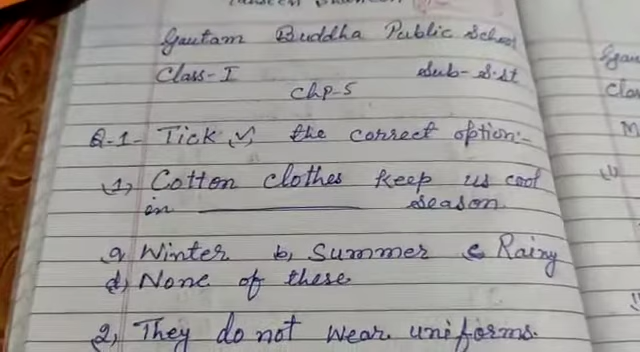 Gautam Buddha Public School
Class-I Sub-S.st
Chp-5
Q-1- Tick ✓ the correct option:-
(1) Cotton clothes keep us cool
in ________ season.
a) Winter b) Summer c) Rainy
d) None of these
2) They do not wear uniforms.